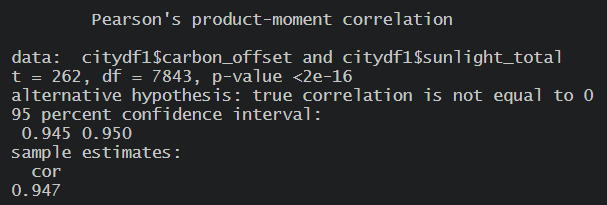 Pearson's product-moment correlation
data:  citydf1$carbon_offset and citydf1$sunlight_total
t = 262, df = 7843, p-value <2e-16
alternative hypothesis: true correlation is not equal to 0
95 percent confidence interval:
 0.945 0.950
sample estimates:
  cor
0.947